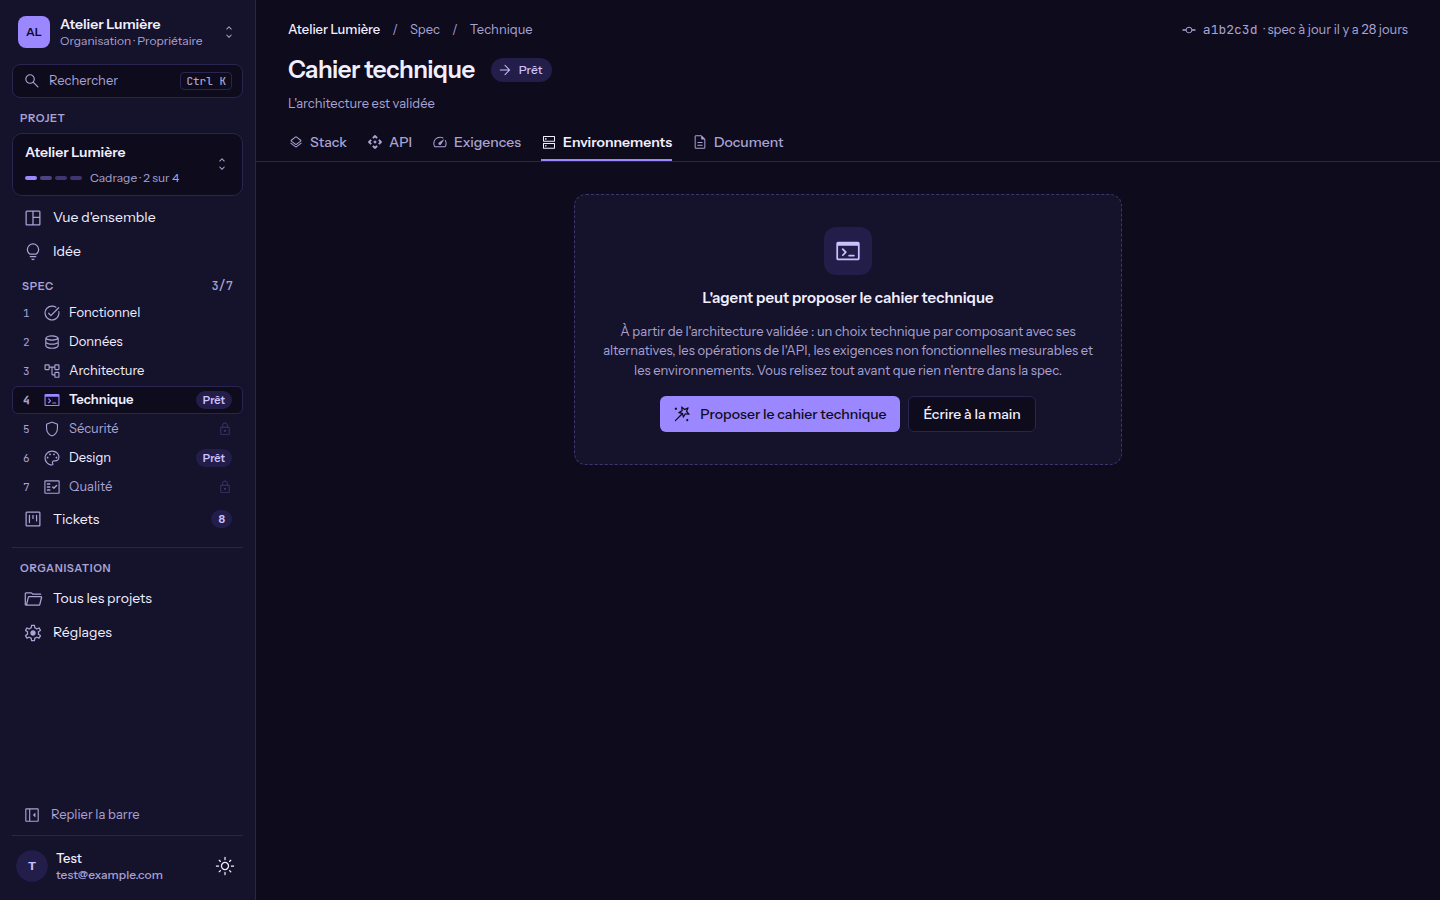 AL
Atelier Lumière
Organisation · Propriétaire
Rechercher
Ctrl K
PROJET
Atelier Lumière
Cadrage · 2 sur 4
Vue d'ensemble
Idée
SPEC 3/7
1 Fonctionnel
2 Données
3 Architecture
4 Technique Prêt
5 Sécurité
6 Design Prêt
7 Qualité
Tickets 8
ORGANISATION
Tous les projets
Réglages
Replier la barre
T
Test
test@example.com
Atelier Lumière / Spec / Technique
a1b2c3d · spec à jour il y a 28 jours
Cahier technique
Prêt
L'architecture est validée
Stack API Exigences Environnements Document
L'agent peut proposer le cahier technique
À partir de l'architecture validée : un choix technique par composant avec ses
alternatives, les opérations de l'API, les exigences non fonctionnelles mesurables et
les environnements. Vous relisez tout avant que rien n'entre dans la spec.
Proposer le cahier technique
Écrire à la main